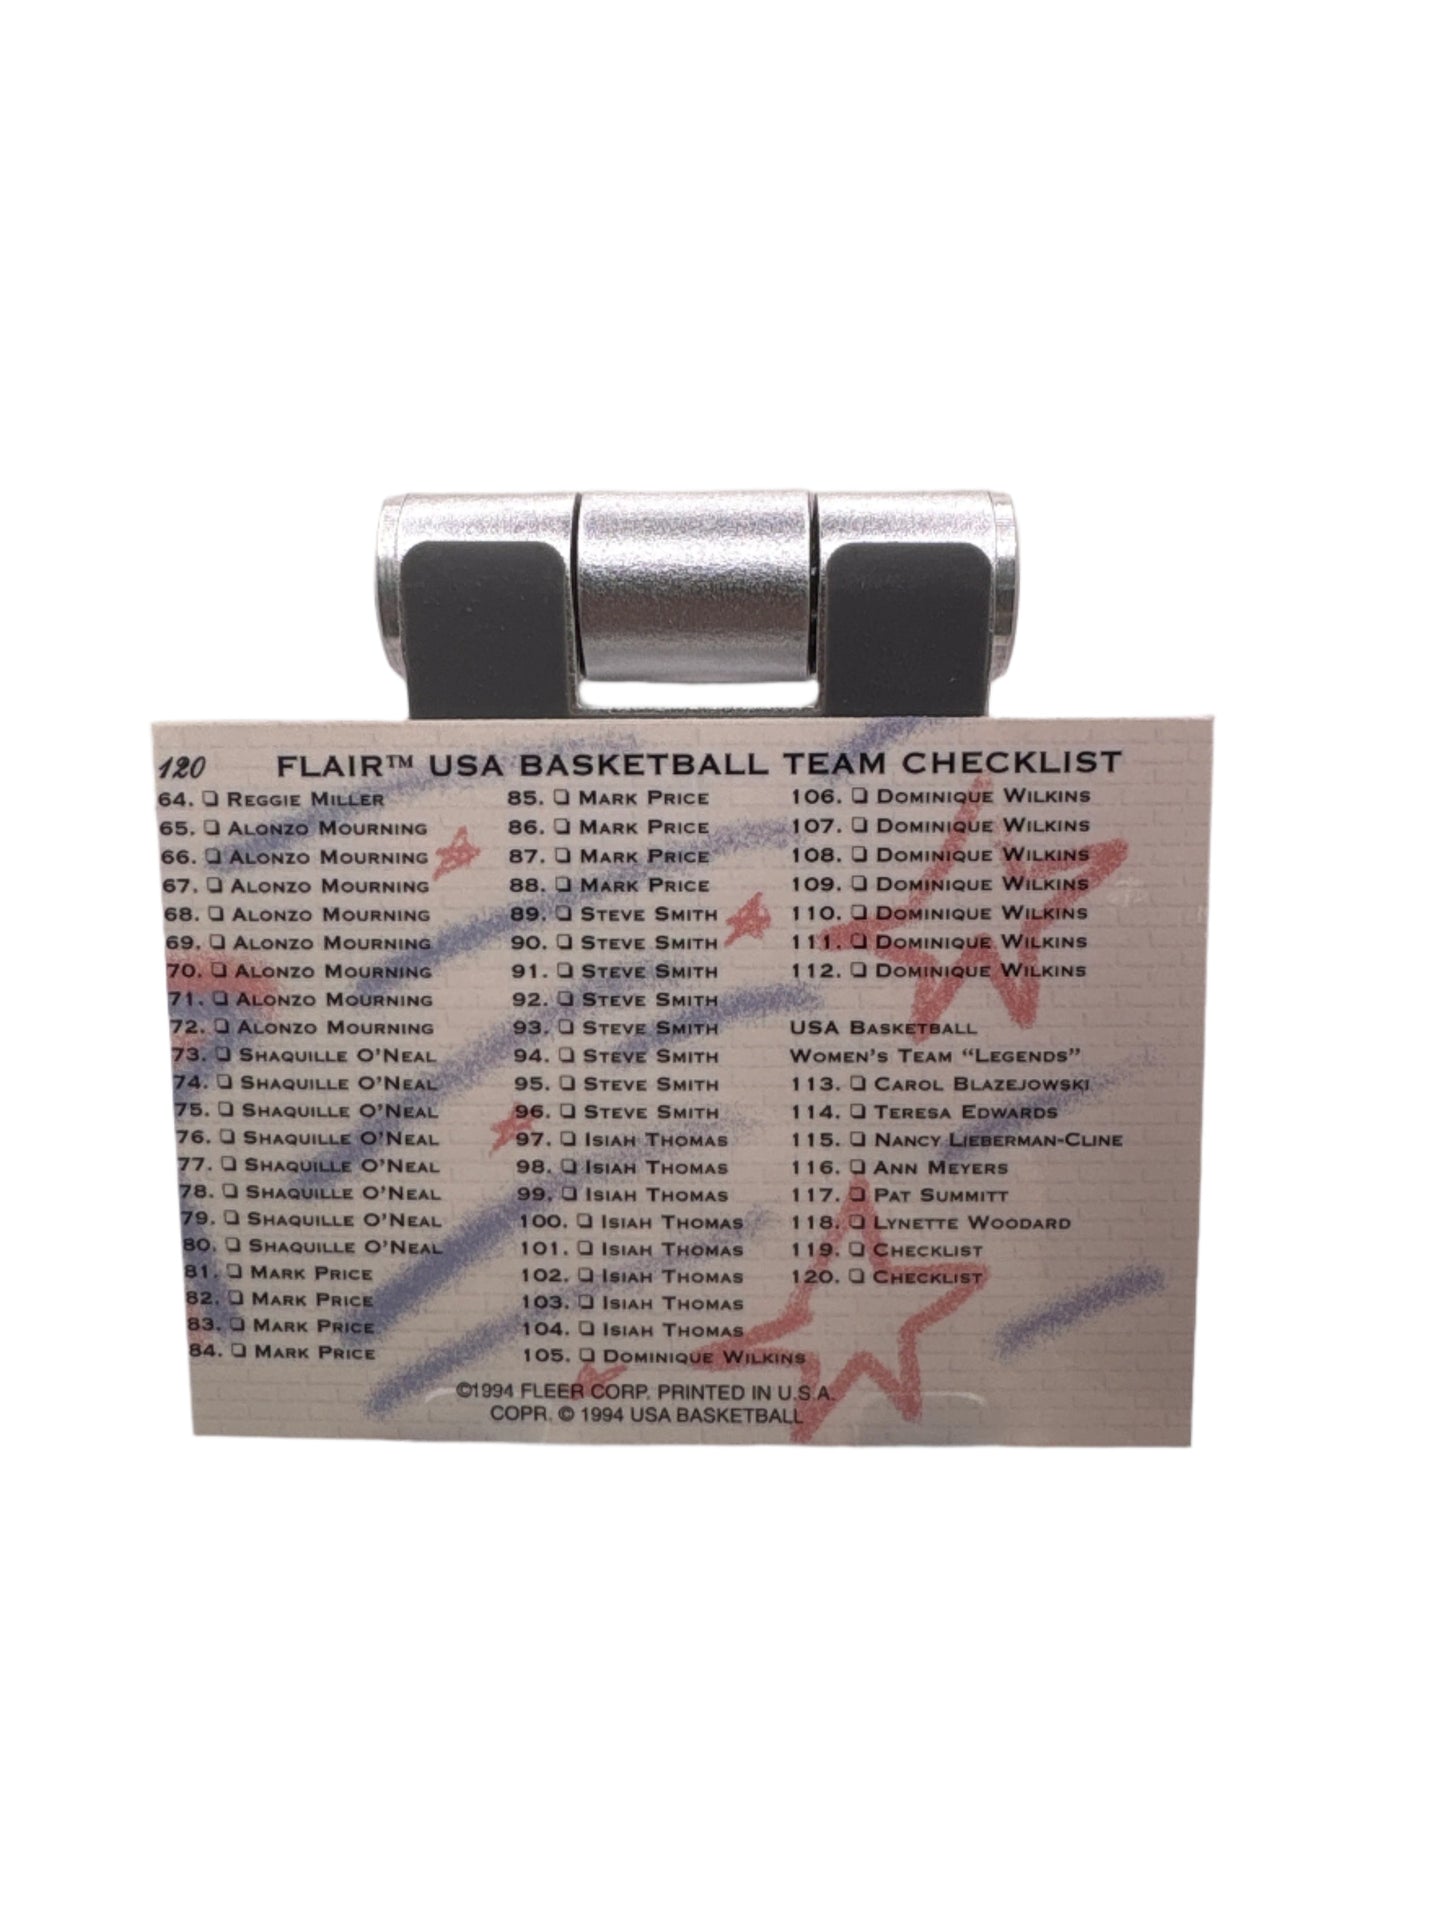 120 FLAIR™ USA BASKETBALL TEAM CHECKLIST
64. ❏ REGGIE MILLER
65. ❏ ALONZO MOURNING
66. ❏ ALONZO MOURNING
67. ❏ ALONZO MOURNING
68. ❏ ALONZO MOURNING
69. ❏ ALONZO MOURNING
70. ❏ ALONZO MOURNING
71. ❏ ALONZO MOURNING
72. ❏ ALONZO MOURNING
73. ❏ SHAQUILLE O'NEAL
74. ❏ SHAQUILLE O'NEAL
75. ❏ SHAQUILLE O'NEAL
76. ❏ SHAQUILLE O'NEAL
77. ❏ SHAQUILLE O'NEAL
78. ❏ SHAQUILLE O'NEAL
79. ❏ SHAQUILLE O'NEAL
80. ❏ SHAQUILLE O'NEAL
81. ❏ MARK PRICE
82. ❏ MARK PRICE
83. ❏ MARK PRICE
84. ❏ MARK PRICE
85. ❏ MARK PRICE
86. ❏ MARK PRICE
87. ❏ MARK PRICE
88. ❏ MARK PRICE
89. ❏ STEVE SMITH
90. ❏ STEVE SMITH
91. ❏ STEVE SMITH
92. ❏ STEVE SMITH
93. ❏ STEVE SMITH
94. ❏ STEVE SMITH
95. ❏ STEVE SMITH
96. ❏ STEVE SMITH
97. ❏ ISIAH THOMAS
98. ❏ ISIAH THOMAS
99. ❏ ISIAH THOMAS
100. ❏ ISIAH THOMAS
101. ❏ ISIAH THOMAS
102. ❏ ISIAH THOMAS
103. ❏ ISIAH THOMAS
104. ❏ ISIAH THOMAS
105. ❏ DOMINIQUE WILKINS
106. ❏ DOMINIQUE WILKINS
107. ❏ DOMINIQUE WILKINS
108. ❏ DOMINIQUE WILKINS
109. ❏ DOMINIQUE WILKINS
110. ❏ DOMINIQUE WILKINS
111. ❏ DOMINIQUE WILKINS
112. ❏ DOMINIQUE WILKINS
USA BASKETBALL
WOMEN'S TEAM "LEGENDS"
113. ❏ CAROL BLAZEJOWSKI
114. ❏ TERESA EDWARDS
115. ❏ NANCY LIEBERMAN-CLINE
116. ❏ ANN MEYERS
117. ❏ PAT SUMMITT
118. ❏ LYNETTE WOODARD
119. ❏ CHECKLIST
120. ❏ CHECKLIST
©1994 FLEER CORP. PRINTED IN U.S.A.
COPR. © 1994 USA BASKETBALL